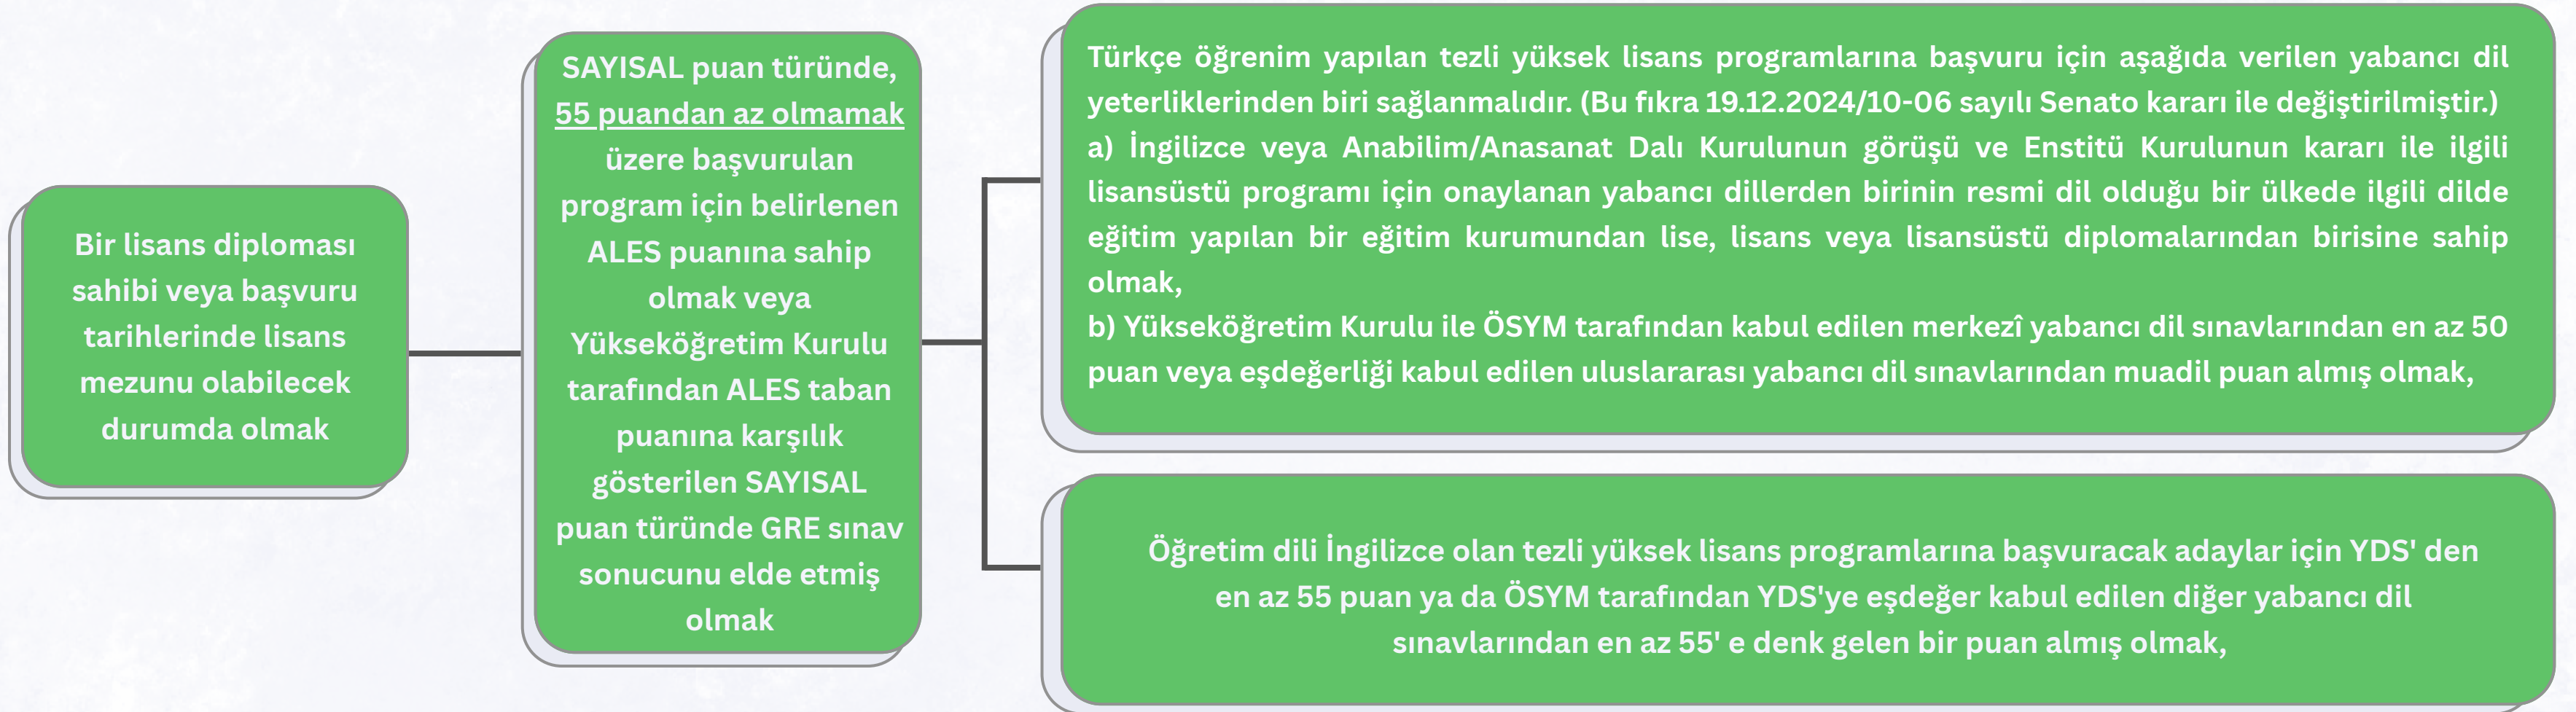 Bir lisans diploması
sahibi veya başvuru
tarihlerinde lisans
mezunu olabilecek
durumda olmak
SAYISAL puan türünde,
55 puandan az olmamak
üzere başvurulan
program için belirlenen
ALES puanına sahip
olmak veya
Yükseköğretim Kurulu
tarafından ALES taban
puanına karşılık
gösterilen SAYISAL
puan türünde GRE sınav
sonucunu elde etmiş
olmak
Türkçe öğrenim yapılan tezli yüksek lisans programlarına başvuru için aşağıda verilen yabancı dil
yeterliklerinden biri sağlanmalıdır. (Bu fıkra 19.12.2024/10-06 sayılı Senato kararı ile değiştirilmiştir.)
a) İngilizce veya Anabilim/Anasanat Dalı Kurulunun görüşü ve Enstitü Kurulunun kararı ile ilgili
lisansüstü programı için onaylanan yabancı dillerden birinin resmi dil olduğu bir ülkede ilgili dilde
eğitim yapılan bir eğitim kurumundan lise, lisans veya lisansüstü diplomalarından birisine sahip
olmak,
b) Yükseköğretim Kurulu ile ÖSYM tarafından kabul edilen merkezî yabancı dil sınavlarından en az 50
puan veya eşdeğerliği kabul edilen uluslararası yabancı dil sınavlarından muadil puan almış olmak,
Öğretim dili İngilizce olan tezli yüksek lisans programlarına başvuracak adaylar için YDS' den
en az 55 puan ya da ÖSYM tarafından YDS'ye eşdeğer kabul edilen diğer yabancı dil
sınavlarından en az 55' e denk gelen bir puan almış olmak,